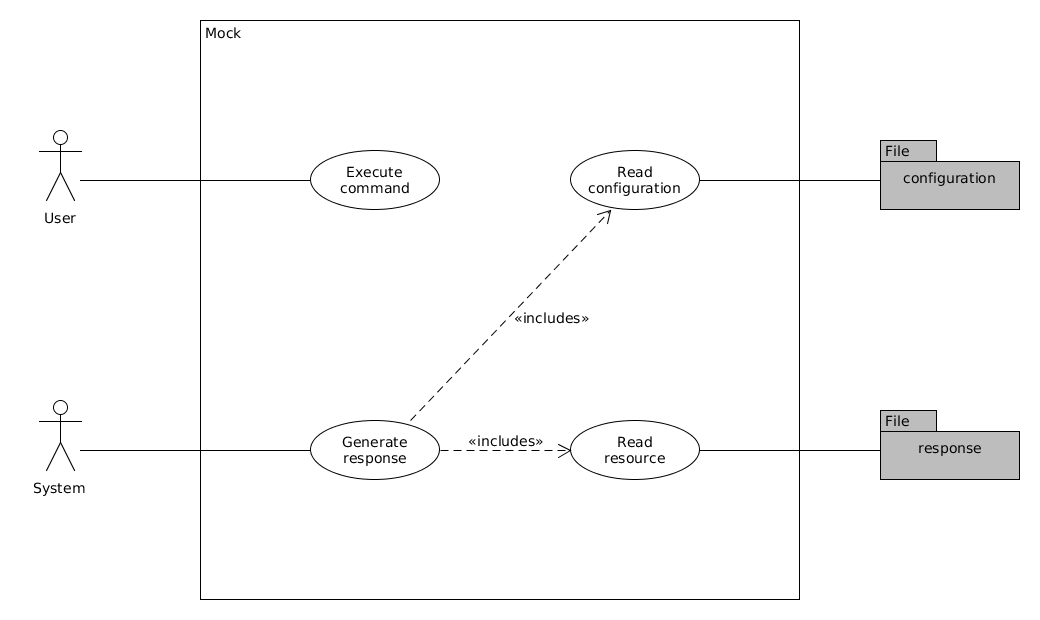 Mock
Execute
command
Read
configuration
File
configuration
User
«includes»
Generate
response
«includes»
Read
resource
File
response
System